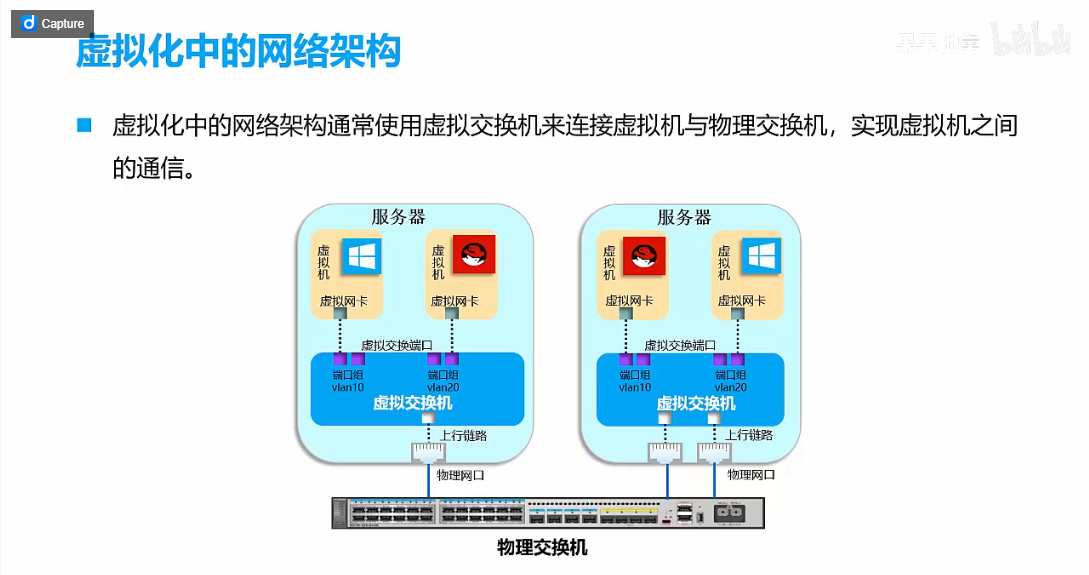 Capture
虚拟化中的网络架构
虚拟化中的网络架构通常使用虚拟交换机来连接虚拟机与物理交换机，实现虚拟机之间
的通信。
服务器
虚拟机
虚拟网卡
虚拟机
虚拟网卡
虚拟交换端口
端口组
vlan10
端口组
vlan20
虚拟交换机
上行链路
物理网口
服务器
虚拟机
虚拟网卡
虚拟机
虚拟网卡
虚拟交换端口
端口组
vlan10
端口组
vlan20
虚拟交换机
上行链路
物理网口
物理交换机